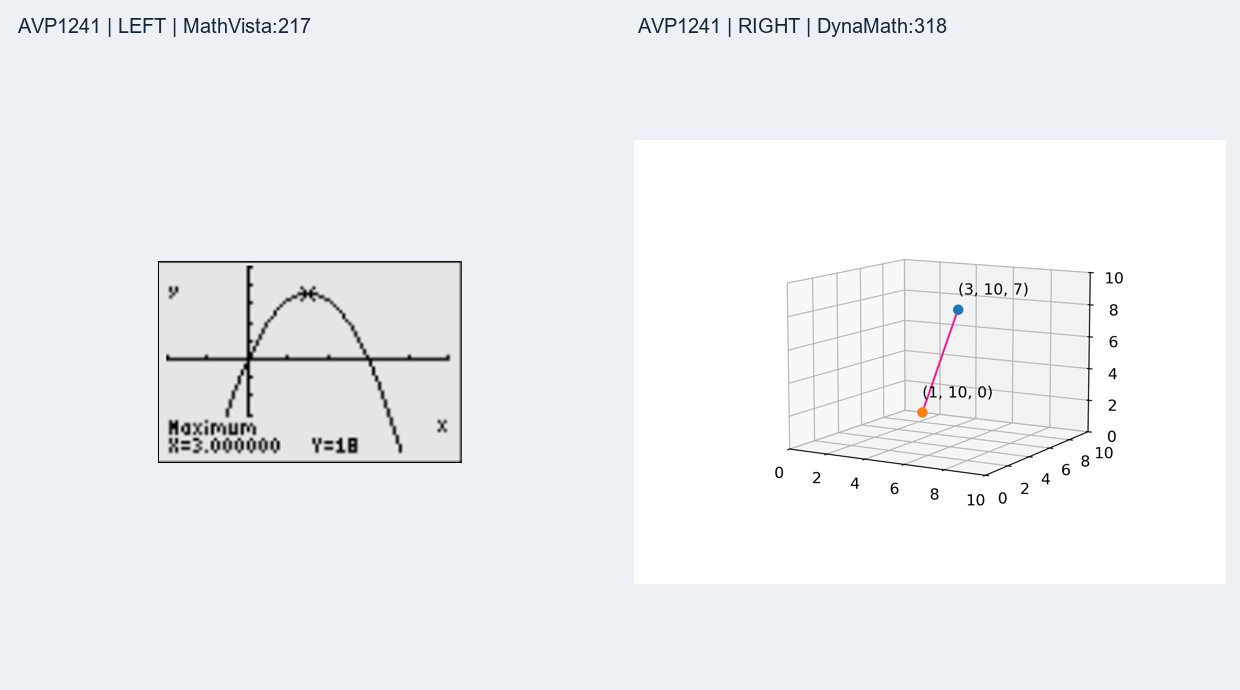 AVP1241 | LEFT | MathVista:217
AVP1241 | RIGHT | DynaMath:318
y
Maximum
X=3.000000 Y=18
x
(3, 10, 7)
(1, 10, 0)
10
8
6
4
2
0
0
2
4
6
8
10
0
2
4
6
8
10